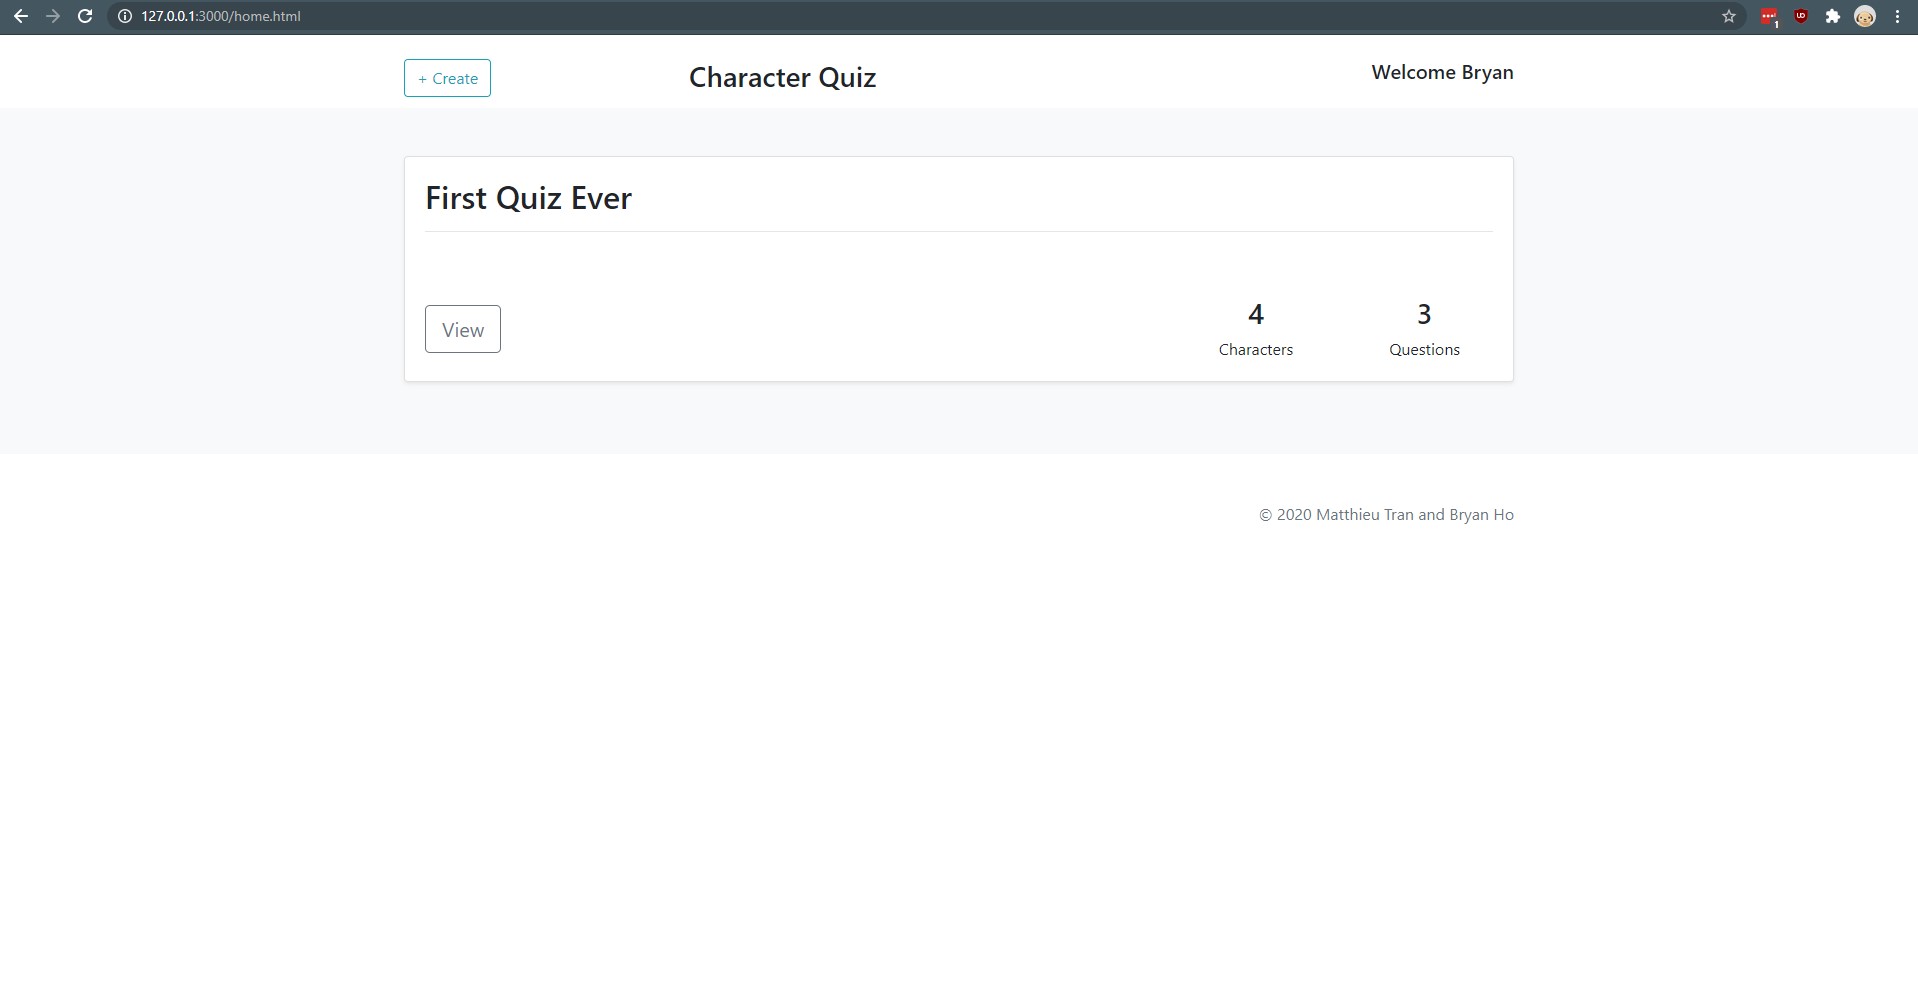 127.0.0.1:3000/home.html
1
+ Create
Character Quiz
Welcome Bryan
First Quiz Ever
View
4
Characters
3
Questions
© 2020 Matthieu Tran and Bryan Ho